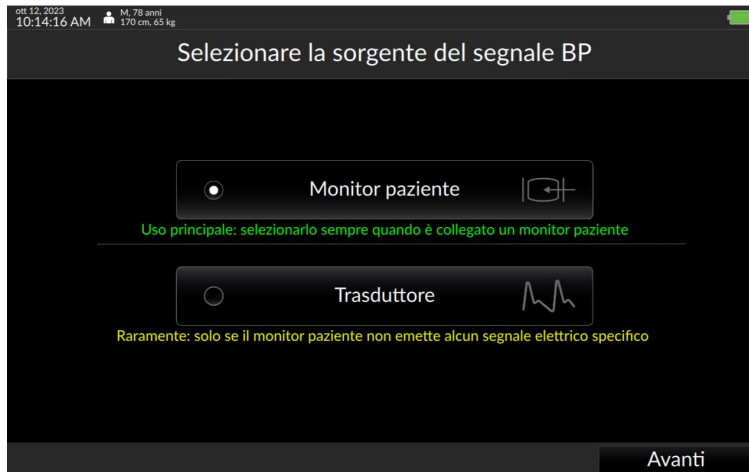 ott 12, 2023
10:14:16 AM
M, 78 anni
170 cm, 65 kg
Selezionare la sorgente del segnale BP
Monitor paziente
Uso principale: selezionarlo sempre quando è collegato un monitor paziente
Trasduttore
Raramente: solo se il monitor paziente non emette alcun segnale elettrico specifico
Avanti